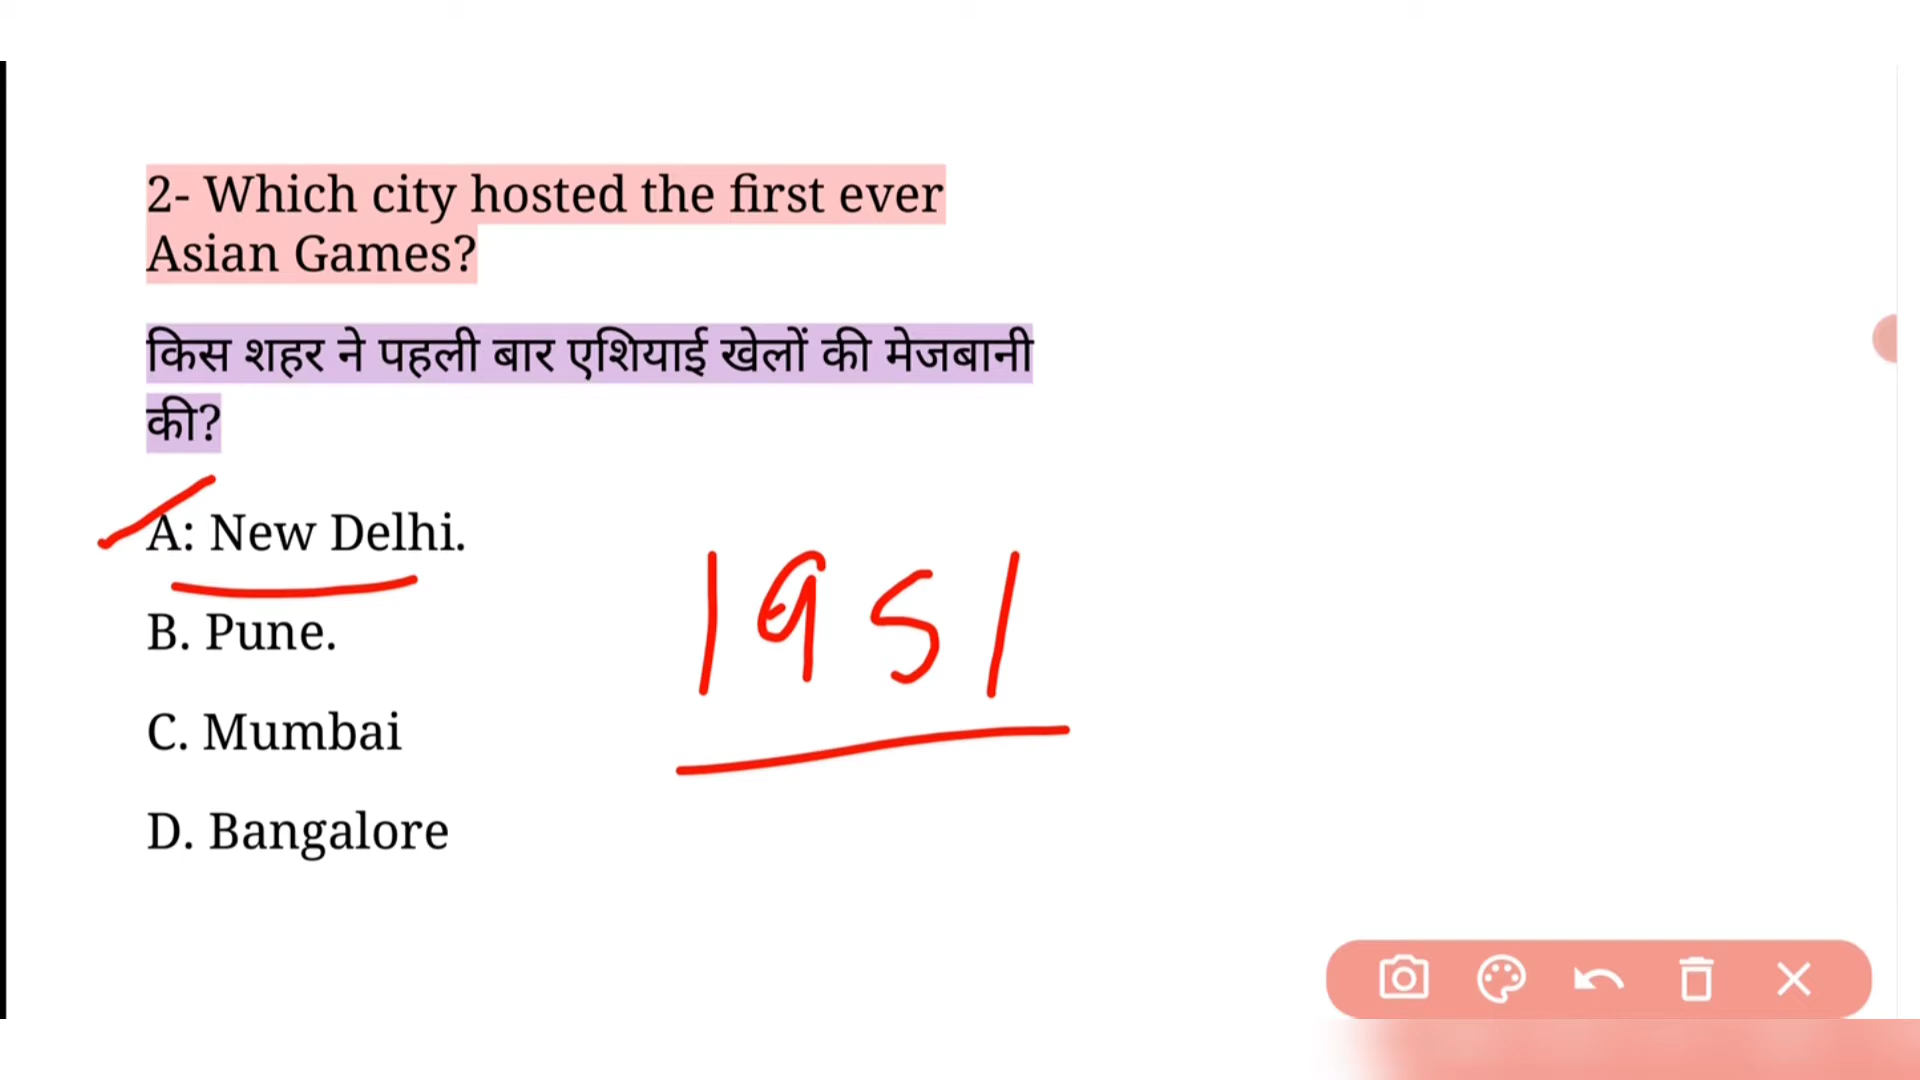 2- Which city hosted the first ever
Asian Games?
किस शहर ने पहली बार एशियाई खेलों की मेजबानी
की?
A: New Delhi.
B. Pune.
1951
C. Mumbai
D. Bangalore